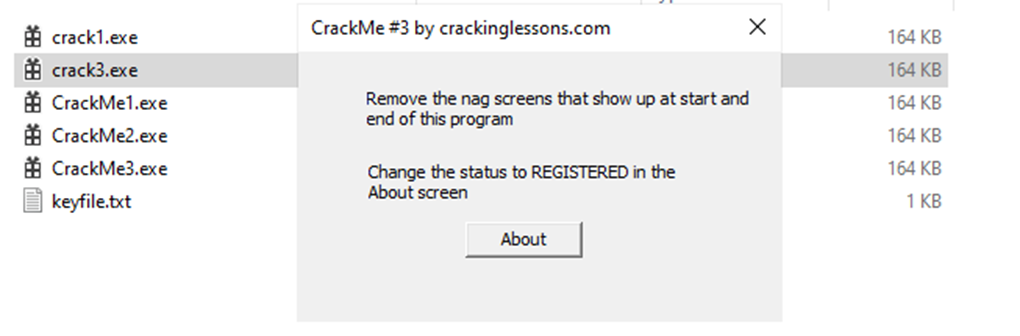 CrackMe #3 by crackinglessons.com
crack1.exe 164 KB
crack3.exe 164 KB
CrackMe1.exe 164 KB
CrackMe2.exe 164 KB
CrackMe3.exe 164 KB
keyfile.txt 1 KB
Remove the nag screens that show up at start and
end of this program
Change the status to REGISTERED in the
About screen
About